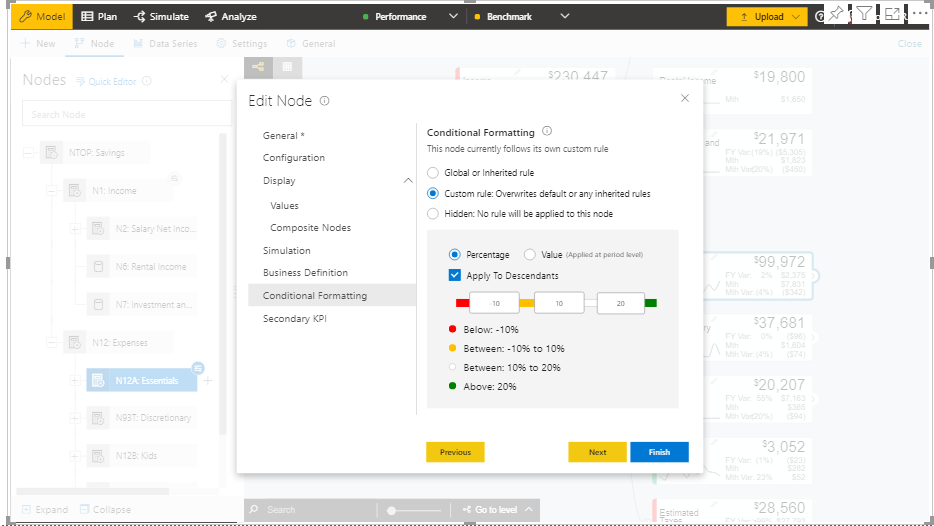 Model Plan Simulate Analyze Performance Benchmark Upload
New Node Data Series Settings General Close
Nodes Quick Editor
Search Node
NTOP: Savings
N1: Income
N2: Salary Net Inco...
N6: Rental Income
N7: Investment an...
N12: Expenses
N12A: Essentials
N93T: Discretionary
N12B: Kids
Expand Collapse
Edit Node
General *
Configuration
Display
Values
Composite Nodes
Simulation
Business Definition
Conditional Formatting
Secondary KPI
Conditional Formatting
This node currently follows its own custom rule
Global or Inherited rule
Custom rule: Overwrites default or any inherited rules
Hidden: No rule will be applied to this node
Percentage Value (Applied at period level)
Apply To Descendants
-10 10 20
Below: -10%
Between: -10% to 10%
Between: 10% to 20%
Above: 20%
Previous Next Finish
Search Go to level
Income $230,447
$19,800
Mth $1,650
and $21,971
FY Var:(19%) ($5,305)
Mth $1,623
Mth Var:(20%) ($450)
$99,972
FY Var: 2% $2,375
Mth $7,831
Mth Var:(4%) ($342)
$37,681
FY Var: 0% ($98)
Mth $1,604
Mth Var:(4%) ($74)
$20,207
FY Var: 55% $7,163
Mth $366
Mth Var(20%) ($94)
$3,052
FY Var: (1%) ($23)
Mth $282
Mth Var: 23% $52
Estimated
Taxes
$28,560